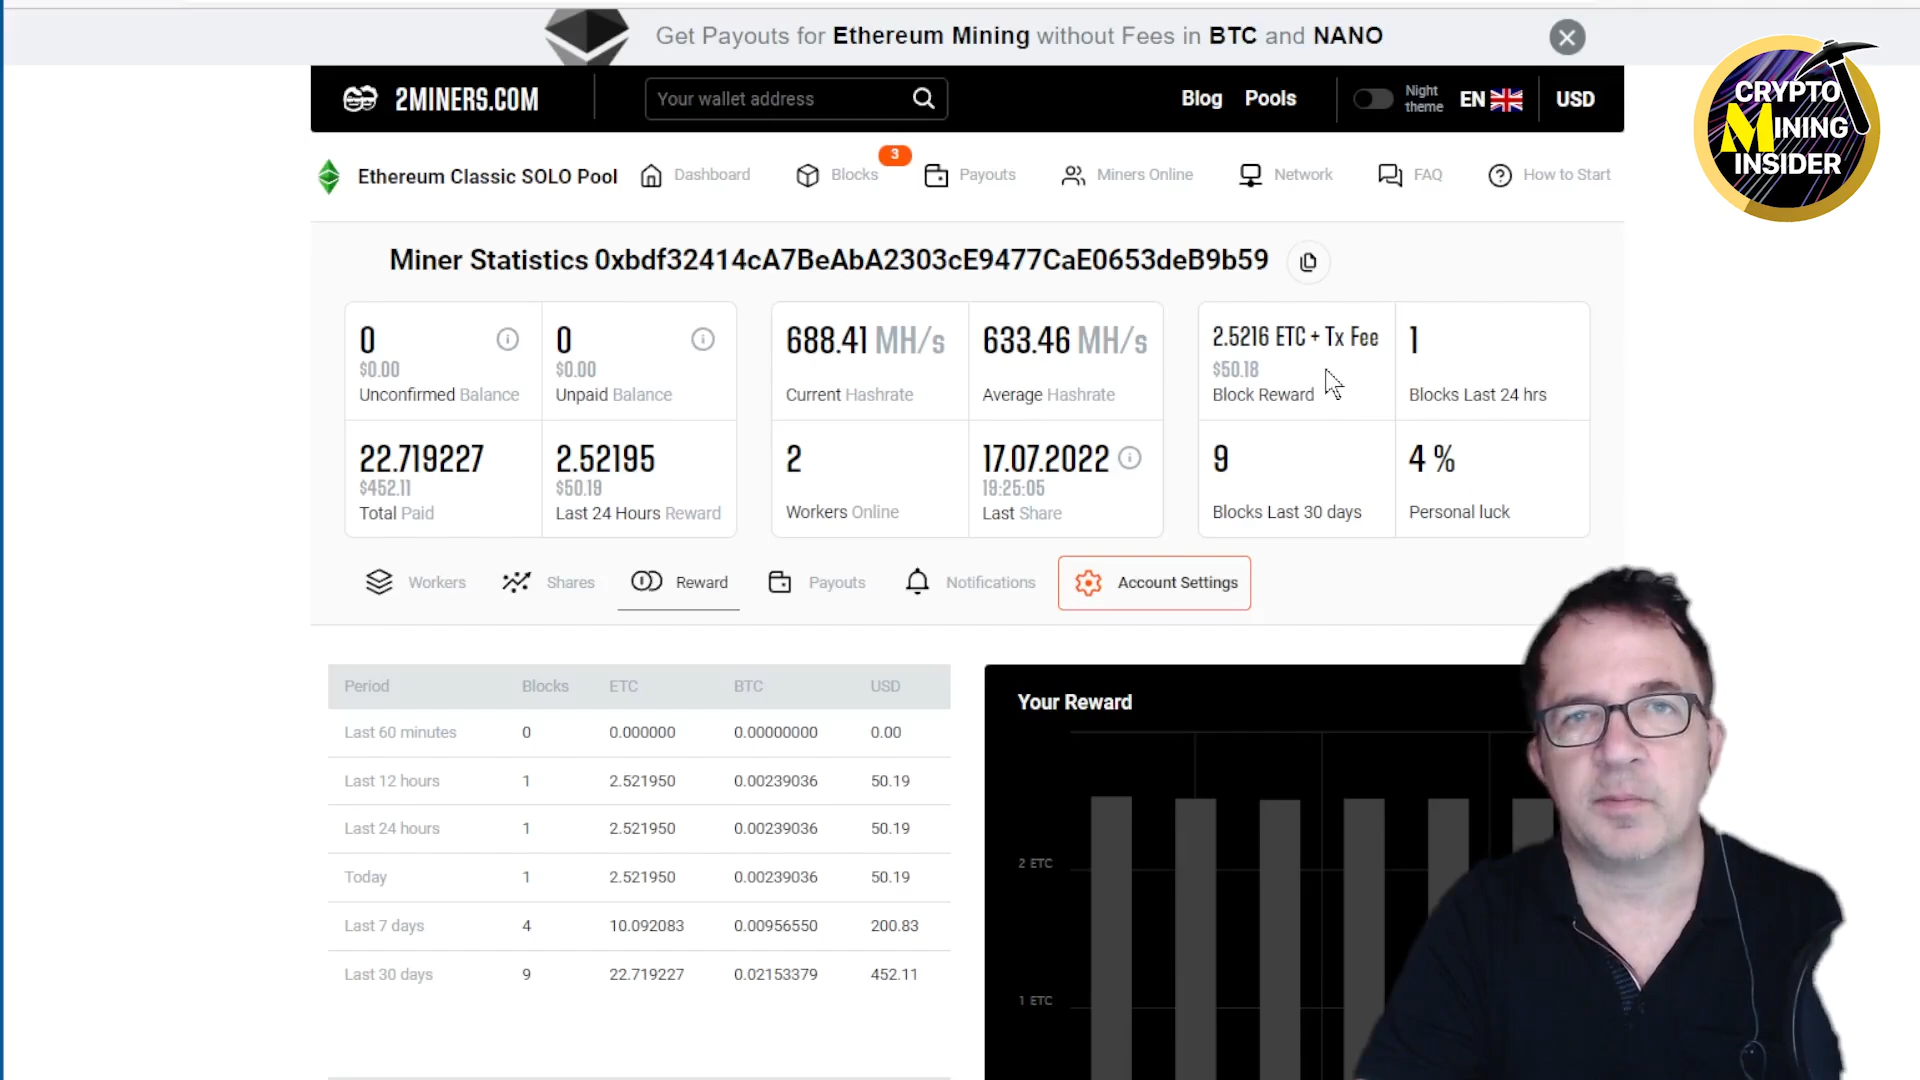 Get Payouts for Ethereum Mining without Fees in BTC and NANO
2MINERS.COM
Your wallet address
Blog
Pools
Night theme
EN
USD
CRYPTO
MINING
INSIDER
Ethereum Classic SOLO Pool
Dashboard
Blocks
3
Payouts
Miners Online
Network
FAQ
How to Start
Miner Statistics 0xbdf32414cA7BeAbA2303cE9477CaE0653deB9b59
0
$0.00
Unconfirmed Balance
0
$0.00
Unpaid Balance
22.719227
$452.11
Total Paid
2.52195
$50.19
Last 24 Hours Reward
688.41 MH/s
Current Hashrate
633.46 MH/s
Average Hashrate
2
Workers Online
17.07.2022
19:25:05
Last Share
2.5216 ETC + Tx Fee
$50.18
Block Reward
1
Blocks Last 24 hrs
9
Blocks Last 30 days
4 %
Personal luck
Workers
Shares
Reward
Payouts
Notifications
Account Settings
Period Blocks ETC BTC USD
Last 60 minutes 0 0.000000 0.00000000 0.00
Last 12 hours 1 2.521950 0.00239036 50.19
Last 24 hours 1 2.521950 0.00239036 50.19
Today 1 2.521950 0.00239036 50.19
Last 7 days 4 10.092083 0.00956550 200.83
Last 30 days 9 22.719227 0.02153379 452.11
Your Reward
2 ETC
1 ETC